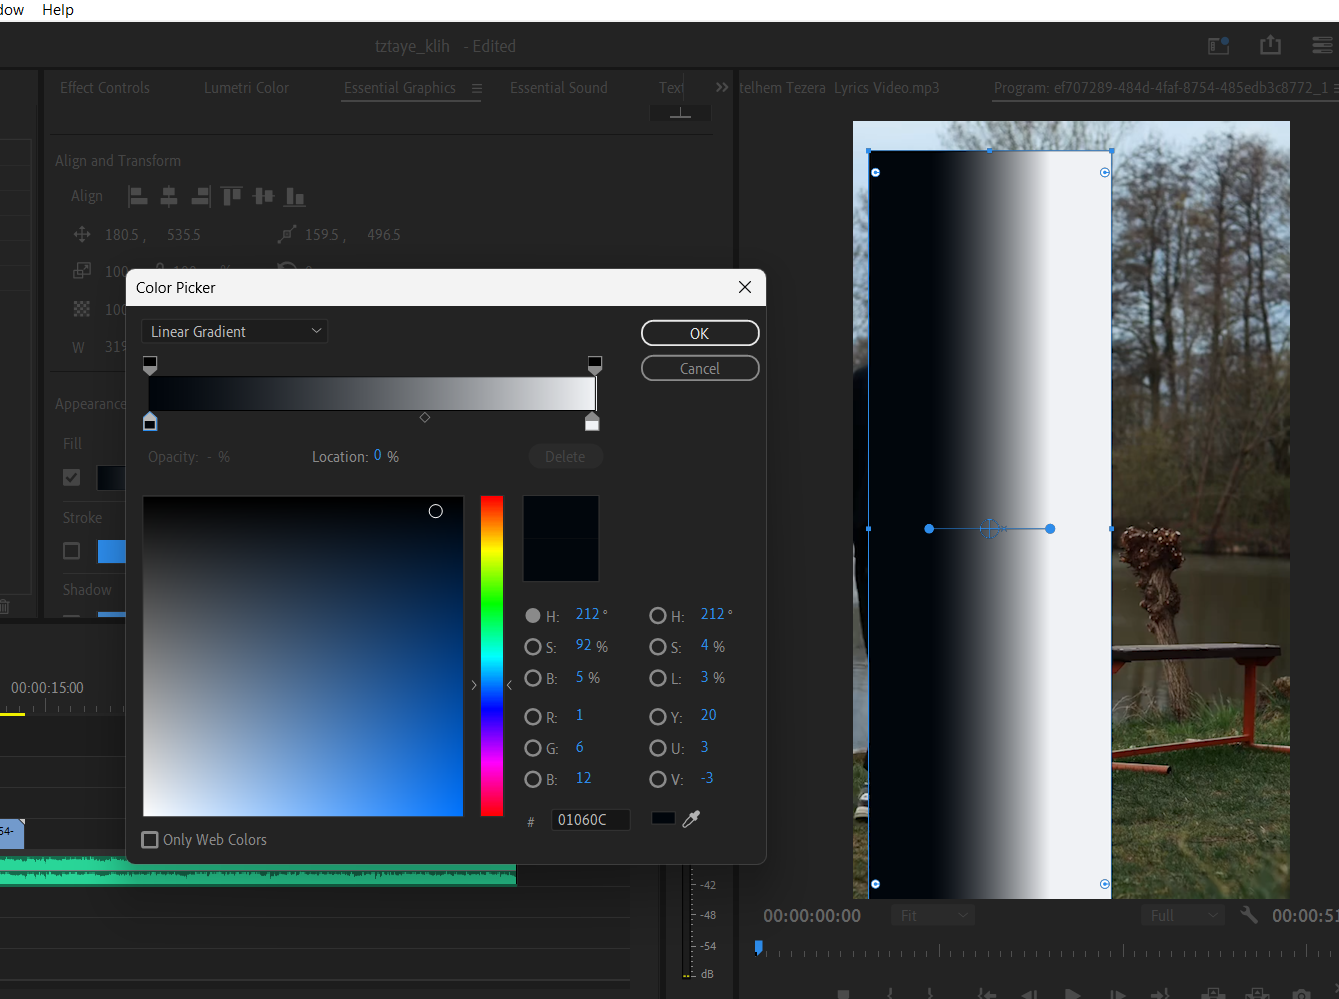 Help
tztaye_klih - Edited
Effect Controls
Lumetri Color
Essential Graphics
Essential Sound
Text
telhem Tezera Lyrics Video.mp3
Program: ef707289-484d-4faf-8754-485edb3c8772_1
Align and Transform
Align
180.5 , 535.5
159.5 , 496.5
W
Appearance
Fill
Stroke
Shadow
Color Picker
Linear Gradient
OK
Cancel
Opacity: - %
Location: 0 %
Delete
H: 212 °
S: 92 %
B: 5 %
R: 1
G: 6
B: 12
H: 212 °
S: 4 %
L: 3 %
Y: 20
U: 3
V: -3
# 01060C
Only Web Colors
00:00:15:00
54-
-42
-48
-54
dB
00:00:00:00
Fit
Full
00:00:51